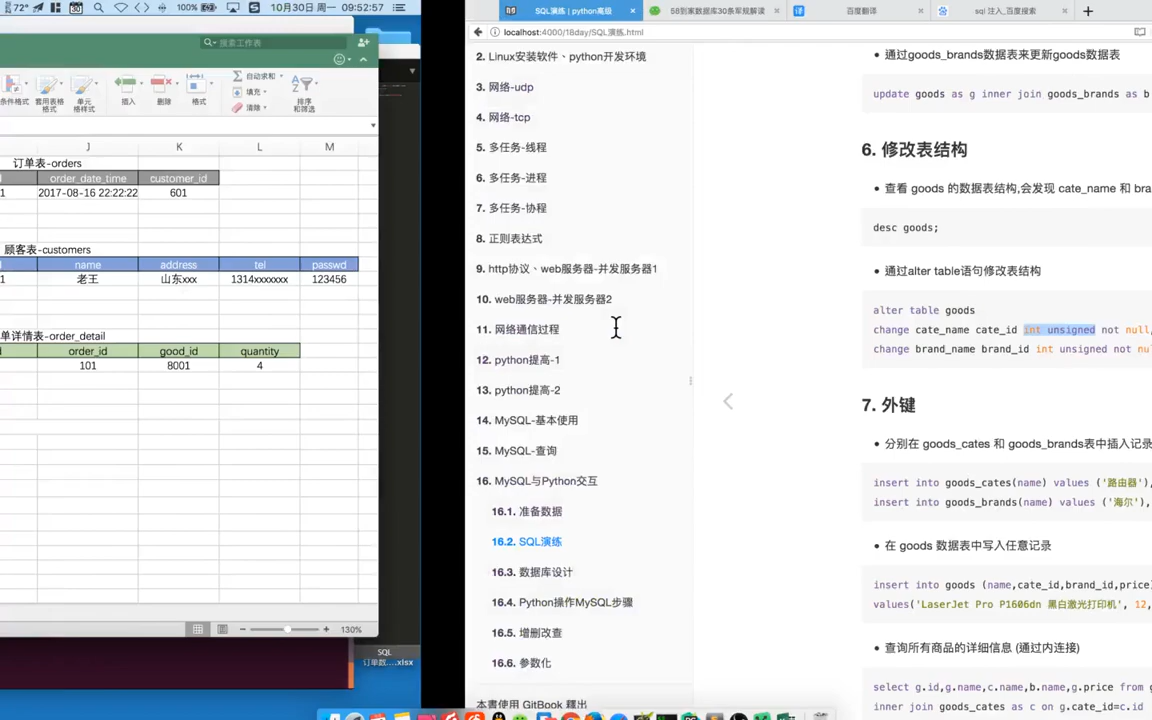 72° 100% 10月30日 周一 09:52:57
搜索工作表
条件格式 套用表格格式 单元格样式 插入 删除 格式 自动求和 填充 清除 排序和筛选
J K L M
订单表-orders
order_date_time customer_id
1 2017-08-16 22:22:22 601
顾客表-customers
name address tel passwd
1 老王 山东xxx 1314xxxxxxx 123456
单详情表-order_detail
order_id good_id quantity
101 8001 4
130%
SQL
订单数....xlsx
SQL演练 | python高级
58到家数据库30条军规解读
百度翻译
sql 注入_百度搜索
localhost:4000/18day/SQL演练.html
2. Linux安装软件、python开发环境
3. 网络-udp
4. 网络-tcp
5. 多任务-线程
6. 多任务-进程
7. 多任务-协程
8. 正则表达式
9. http协议、web服务器-并发服务器1
10. web服务器-并发服务器2
11. 网络通信过程
12. python提高-1
13. python提高-2
14. MySQL-基本使用
15. MySQL-查询
16. MySQL与Python交互
16.1. 准备数据
16.2. SQL演练
16.3. 数据库设计
16.4. Python操作MySQL步骤
16.5. 增删改查
16.6. 参数化
本書使用 GitBook 釋出
• 通过goods_brands数据表来更新goods数据表
update goods as g inner join goods_brands as b
6. 修改表结构
• 查看 goods 的数据表结构,会发现 cate_name 和 bra
desc goods;
• 通过alter table语句修改表结构
alter table goods
change cate_name cate_id int unsigned not null,
change brand_name brand_id int unsigned not nul
7. 外键
• 分别在 goods_cates 和 goods_brands表中插入记录
insert into goods_cates(name) values ('路由器'),
insert into goods_brands(name) values ('海尔'),
• 在 goods 数据表中写入任意记录
insert into goods (name,cate_id,brand_id,price)
values('LaserJet Pro P1606dn 黑白激光打印机', 12,
• 查询所有商品的详细信息 (通过内连接)
select g.id,g.name,c.name,b.name,g.price from g
inner join goods_cates as c on g.cate_id=c.id